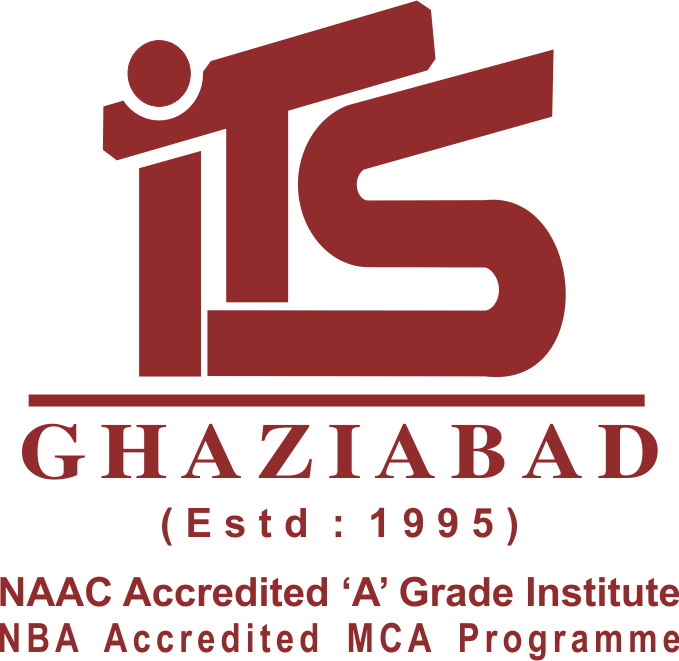 iTS
GHAZIABAD
(Estd : 1995)
NAAC Accredited ‘A’ Grade Institute
NBA Accredited MCA Programme